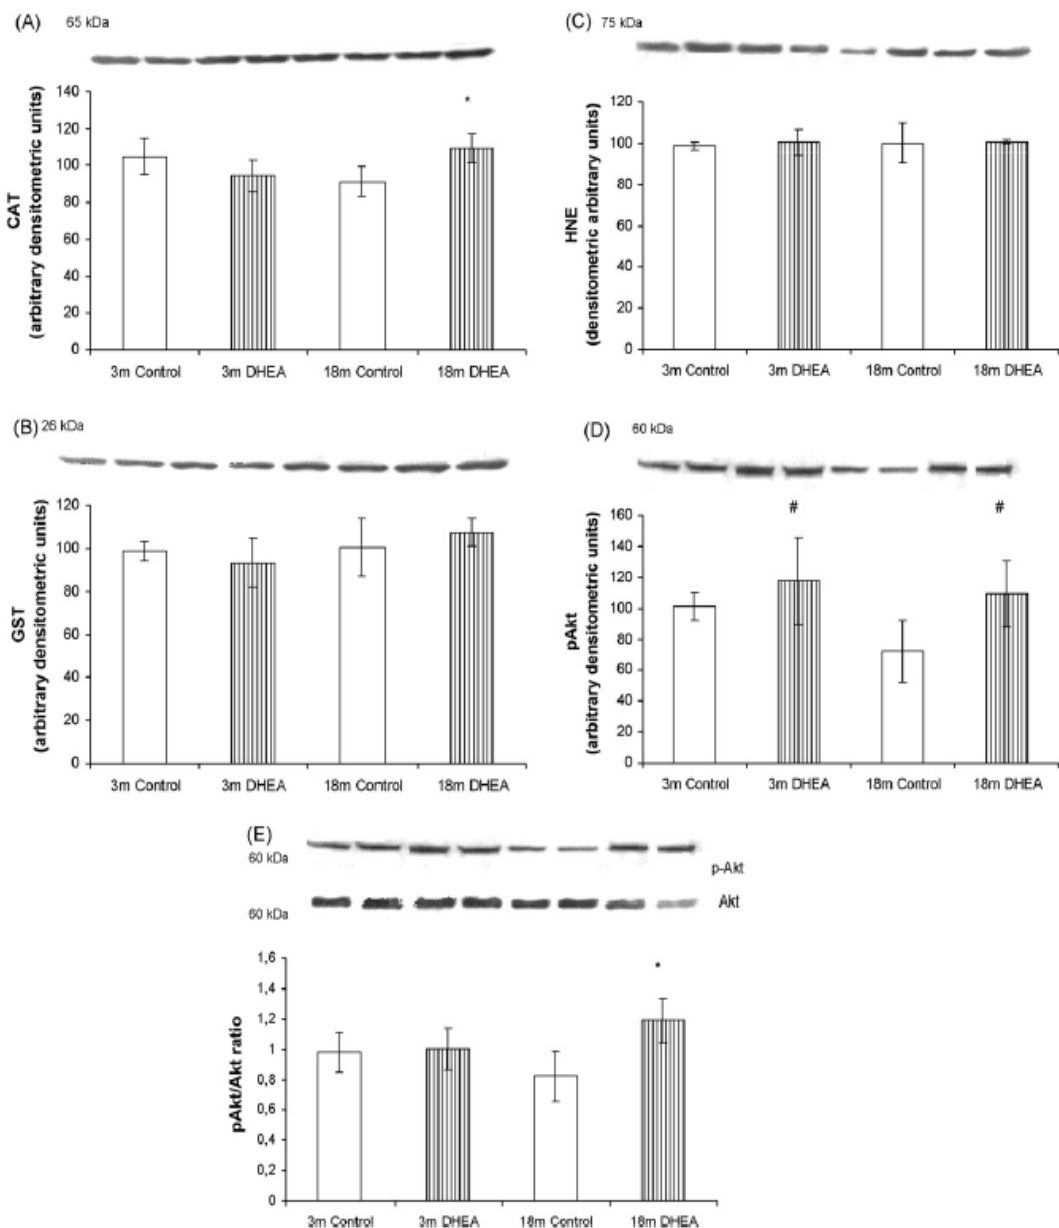 (A) 65 kDa
CAT
(arbitrary densitometric units)
140
120
100
80
60
40
20
0
*
3m Control 3m DHEA 18m Control 18m DHEA
(C) 75 kDa
HNE
(densitometric arbitrary units)
120
100
80
60
40
20
0
3m Control 3m DHEA 18m Control 18m DHEA
(B) 26 kDa
GST
(arbitrary densitometric units)
120
100
80
60
40
20
0
3m Control 3m DHEA 18m Control 18m DHEA
(D) 60 kDa
pAkt
(arbitrary densitometric units)
160
140
120
100
80
60
40
20
0
# #
3m Control 3m DHEA 18m Control 18m DHEA
(E)
60 kDa p-Akt
60 kDa Akt
pAkt/Akt ratio
1,6
1,4
1,2
1
0,8
0,6
0,4
0,2
0
*
3m Control 3m DHEA 18m Control 18m DHEA